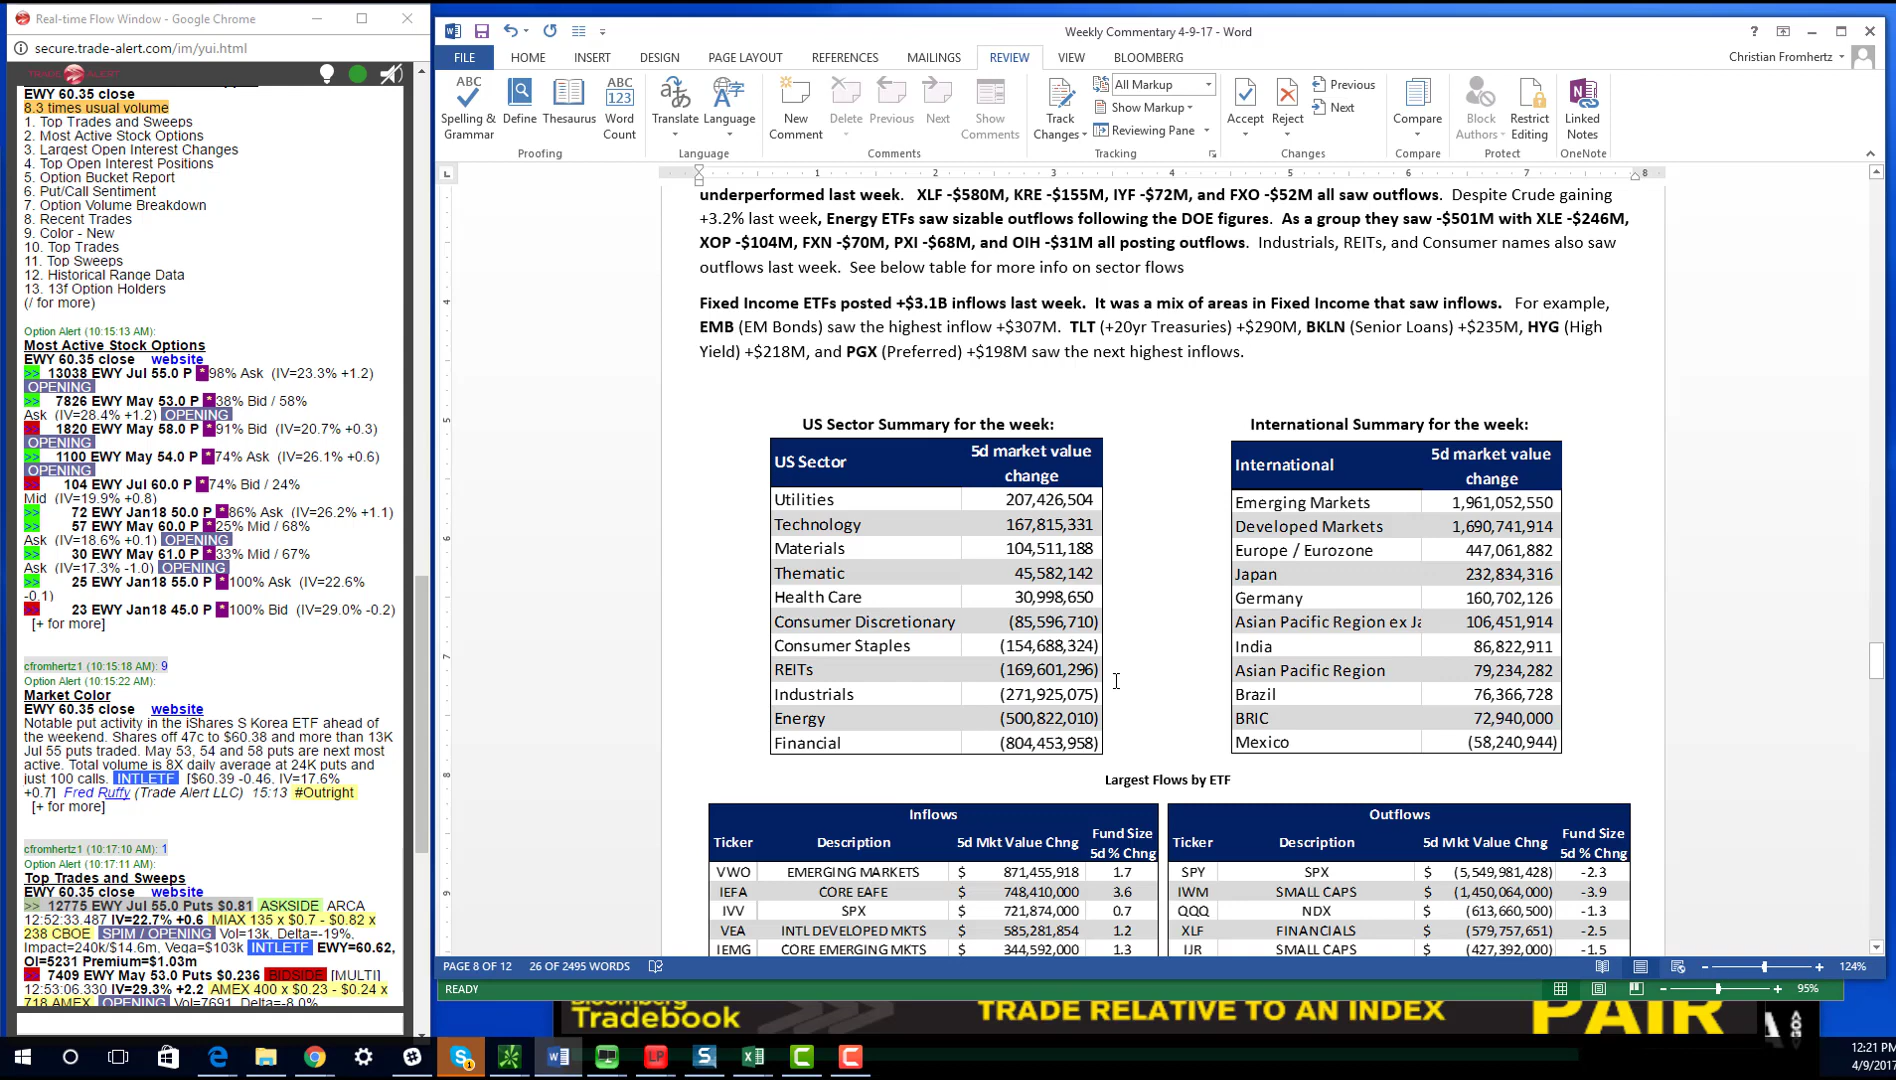 Real-time Flow Window - Google Chrome
secure.trade-alert.com/im/yui.html
TRADE ALERT
EWY 60.35 close
8.3 times usual volume
1. Top Trades and Sweeps
2. Most Active Stock Options
3. Largest Open Interest Changes
4. Top Open Interest Positions
5. Option Bucket Report
6. Put/Call Sentiment
7. Option Volume Breakdown
8. Recent Trades
9. Color - New
10. Top Trades
11. Top Sweeps
12. Historical Range Data
13. 13f Option Holders
(/ for more)
Option Alert (10:15:13 AM):
Most Active Stock Options
EWY 60.35 close website
>> 13038 EWY Jul 55.0 P * 98% Ask (IV=23.3% +1.2)
OPENING
>> 7826 EWY May 53.0 P * 38% Bid / 58%
Ask (IV=28.4% +1.2) OPENING
>> 1820 EWY May 58.0 P * 91% Bid (IV=20.7% +0.3)
OPENING
>> 1100 EWY May 54.0 P * 74% Ask (IV=26.1% +0.6)
OPENING
>> 104 EWY Jul 60.0 P * 74% Bid / 24%
Mid (IV=19.9% +0.8)
>> 72 EWY Jan18 50.0 P * 86% Ask (IV=26.2% +1.1)
>> 57 EWY May 60.0 P * 25% Mid / 68%
Ask (IV=18.6% +0.1) OPENING
>> 30 EWY May 61.0 P * 33% Mid / 67%
Ask (IV=17.3% -1.0) OPENING
>> 25 EWY Jan18 55.0 P * 100% Ask (IV=22.6%
-0.1)
>> 23 EWY Jan18 45.0 P * 100% Bid (IV=29.0% -0.2)
[+ for more]
cfromhertz1 (10:15:18 AM): 9
Option Alert (10:15:22 AM):
Market Color
EWY 60.35 close website
Notable put activity in the iShares S Korea ETF ahead of
the weekend. Shares off 47c to $60.38 and more than 13K
Jul 55 puts traded. May 53, 54 and 58 puts are next most
active. Total volume is 8X daily average at 24K puts and
just 100 calls. INTLETF [$60.39 -0.46, IV=17.6%
+0.7] Fred Ruffy (Trade Alert LLC) 15:13 #Outright
[+ for more]
cfromhertz1 (10:17:10 AM): 1
Option Alert (10:17:11 AM):
Top Trades and Sweeps
EWY 60.35 close website
>> 12775 EWY Jul 55.0 Puts $0.81 ASKSIDE ARCA
12:52:33.487 IV=22.7% +0.6 MIAX 135 x $0.7 - $0.82 x
238 CBOE SPIM / OPENING Vol=13k, Delta=-19%,
Impact=240k/$14.6m, Vega=$103k INTLETF EWY=60.62,
OI=5231 Premium=$1.03m
>> 7409 EWY May 53.0 Puts $0.236 BIDSIDE [MULTI]
12:53:06.330 IV=29.3% +2.2 AMEX 400 x $0.23 - $0.24 x
718 AMEX OPENING Vol=7691, Delta=-8.0%,
Weekly Commentary 4-9-17 - Word
FILE HOME INSERT DESIGN PAGE LAYOUT REFERENCES MAILINGS REVIEW VIEW BLOOMBERG
Christian Fromhertz
Spelling & Grammar
Define
Thesaurus
Word Count
Translate
Language
New Comment
Delete
Previous
Next
Show Comments
Track Changes
All Markup
Show Markup
Reviewing Pane
Accept
Reject
Previous
Next
Compare
Block Authors
Restrict Editing
Linked Notes
Proofing Language Comments Tracking Changes Compare Protect OneNote
1 2 3 4 5 6 7 8
underperformed last week. XLF -$580M, KRE -$155M, IYF -$72M, and FXO -$52M all saw outflows. Despite Crude gaining
+3.2% last week, Energy ETFs saw sizable outflows following the DOE figures. As a group they saw -$501M with XLE -$246M,
XOP -$104M, FXN -$70M, PXI -$68M, and OIH -$31M all posting outflows. Industrials, REITs, and Consumer names also saw
outflows last week. See below table for more info on sector flows
Fixed Income ETFs posted +$3.1B inflows last week. It was a mix of areas in Fixed Income that saw inflows. For example,
EMB (EM Bonds) saw the highest inflow +$307M. TLT (+20yr Treasuries) +$290M, BKLN (Senior Loans) +$235M, HYG (High
Yield) +$218M, and PGX (Preferred) +$198M saw the next highest inflows.
US Sector Summary for the week:
US Sector 5d market value change
Utilities 207,426,504
Technology 167,815,331
Materials 104,511,188
Thematic 45,582,142
Health Care 30,998,650
Consumer Discretionary (85,596,710)
Consumer Staples (154,688,324)
REITs (169,601,296)
Industrials (271,925,075)
Energy (500,822,010)
Financial (804,453,958)
International Summary for the week:
International 5d market value change
Emerging Markets 1,961,052,550
Developed Markets 1,690,741,914
Europe / Eurozone 447,061,882
Japan 232,834,316
Germany 160,702,126
Asian Pacific Region ex Ja 106,451,914
India 86,822,911
Asian Pacific Region 79,234,282
Brazil 76,366,728
BRIC 72,940,000
Mexico (58,240,944)
Largest Flows by ETF
Inflows
Ticker Description 5d Mkt Value Chng Fund Size 5d % Chng
VWO EMERGING MARKETS $ 871,455,918 1.7
IEFA CORE EAFE $ 748,410,000 3.6
IVV SPX $ 721,874,000 0.7
VEA INTL DEVELOPED MKTS $ 585,281,854 1.2
IEMG CORE EMERGING MKTS $ 344,592,000 1.3
Outflows
Ticker Description 5d Mkt Value Chng Fund Size 5d % Chng
SPY SPX $ (5,549,981,428) -2.3
IWM SMALL CAPS $ (1,450,064,000) -3.9
QQQ NDX $ (613,660,500) -1.3
XLF FINANCIALS $ (579,757,651) -2.5
IJR SMALL CAPS $ (427,392,000) -1.5
PAGE 8 OF 12 26 OF 2495 WORDS
124%
READY
95%
Bloomberg
Tradebook
TRADE RELATIVE TO AN INDEX
PAIR
12:21 PM
4/9/2017